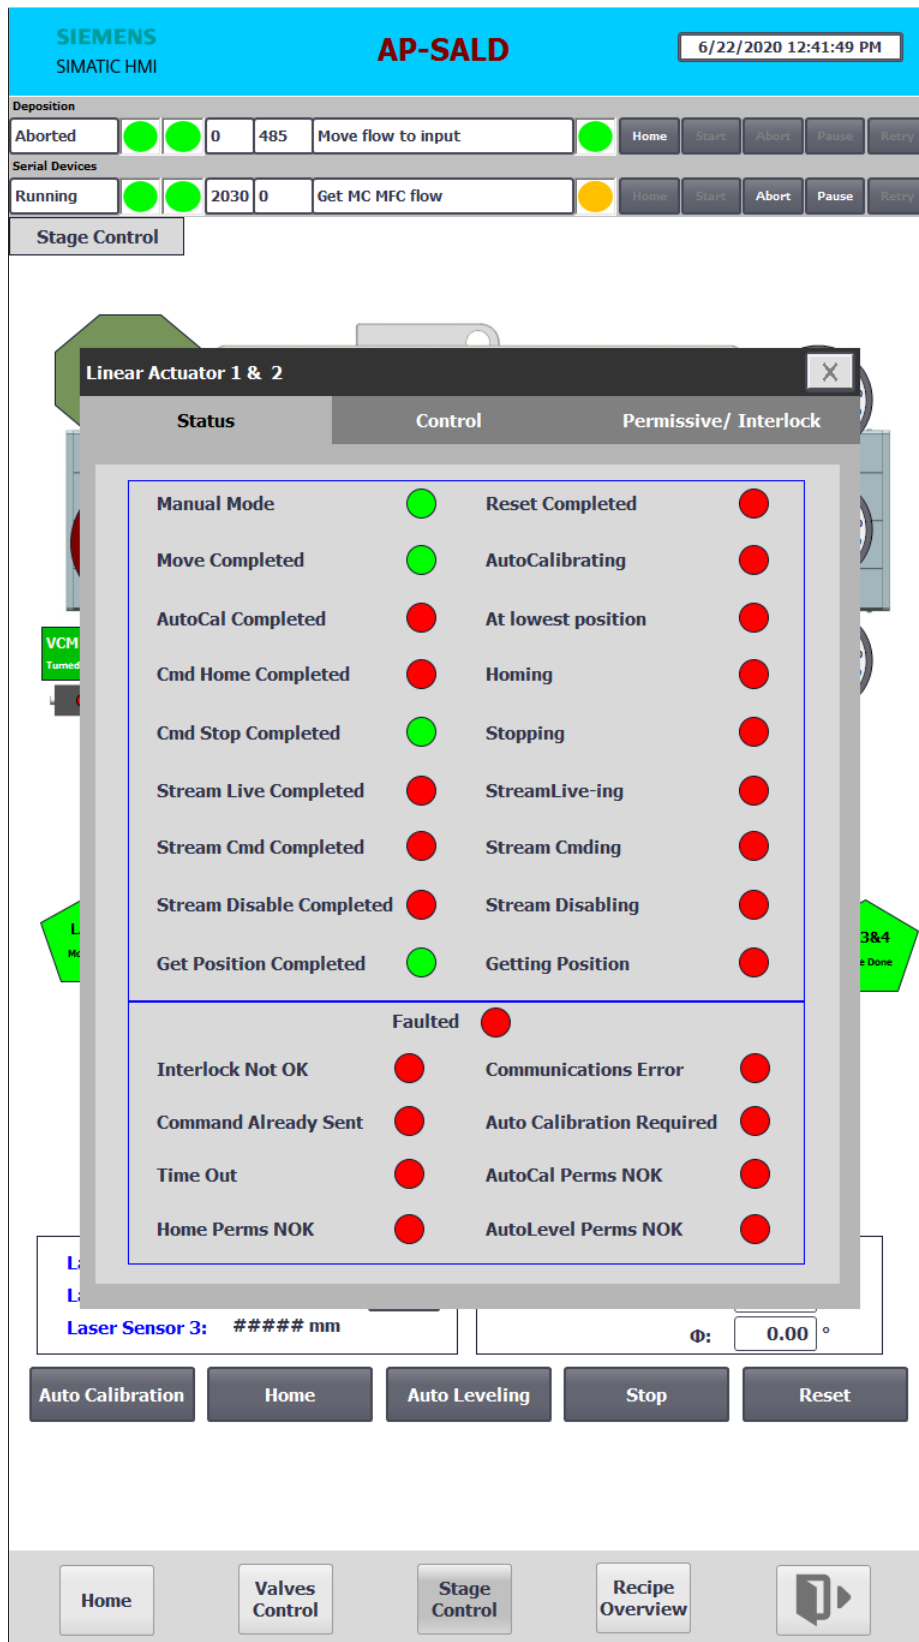 SIEMENS
SIMATIC HMI
AP-SALD
6/22/2020 12:41:49 PM
Deposition
Aborted 0 485 Move flow to input Home Start Abort Pause Retry
Serial Devices
Running 2030 0 Get MC MFC flow Home Start Abort Pause Retry
Stage Control
Linear Actuator 1 & 2 X
Status Control Permissive/ Interlock
Manual Mode Reset Completed
Move Completed AutoCalibrating
AutoCal Completed At lowest position
VCM
Turned
Cmd Home Completed Homing
Cmd Stop Completed Stopping
Stream Live Completed StreamLive-ing
Stream Cmd Completed Stream Cmding
Stream Disable Completed Stream Disabling
3&4
Done
Get Position Completed Getting Position
Faulted
Interlock Not OK Communications Error
Command Already Sent Auto Calibration Required
Time Out AutoCal Perms NOK
Home Perms NOK AutoLevel Perms NOK
Laser Sensor 3: ##### mm
Φ: 0.00 °
Auto Calibration Home Auto Leveling Stop Reset
Home Valves Control Stage Control Recipe Overview